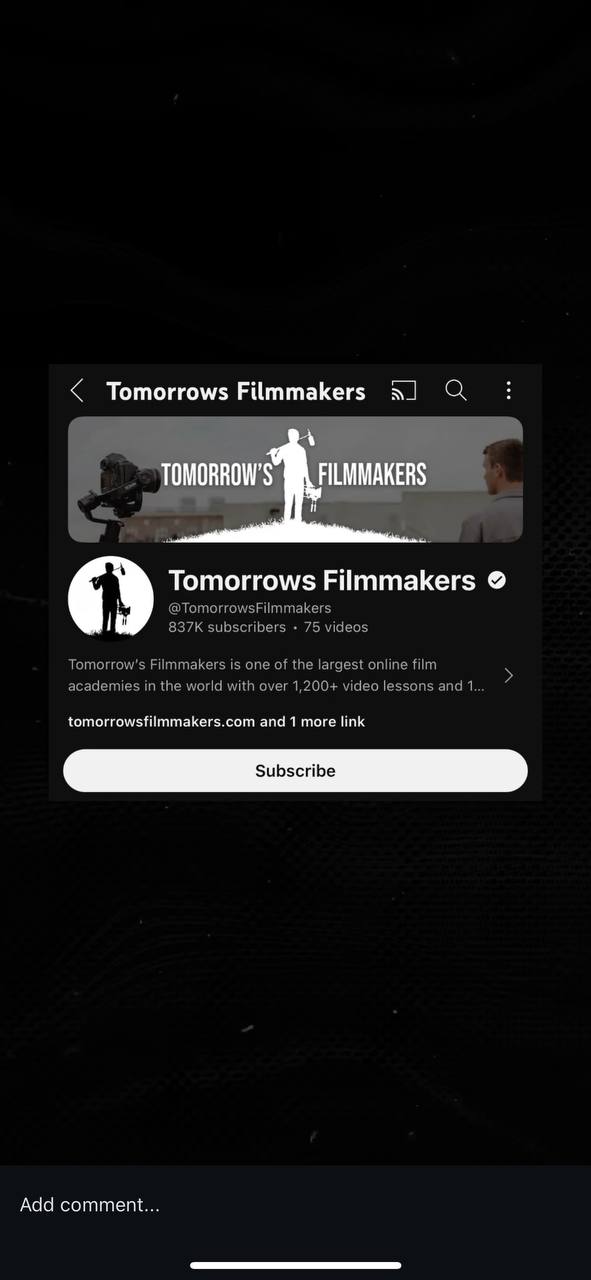 Tomorrows Filmmakers
TOMORROW'S FILMMAKERS
Tomorrows Filmmakers
@TomorrowsFilmmakers
837K subscribers • 75 videos
Tomorrow's Filmmakers is one of the largest online film
academies in the world with over 1,200+ video lessons and 1...
tomorrowsfilmmakers.com and 1 more link
Subscribe
Add comment...